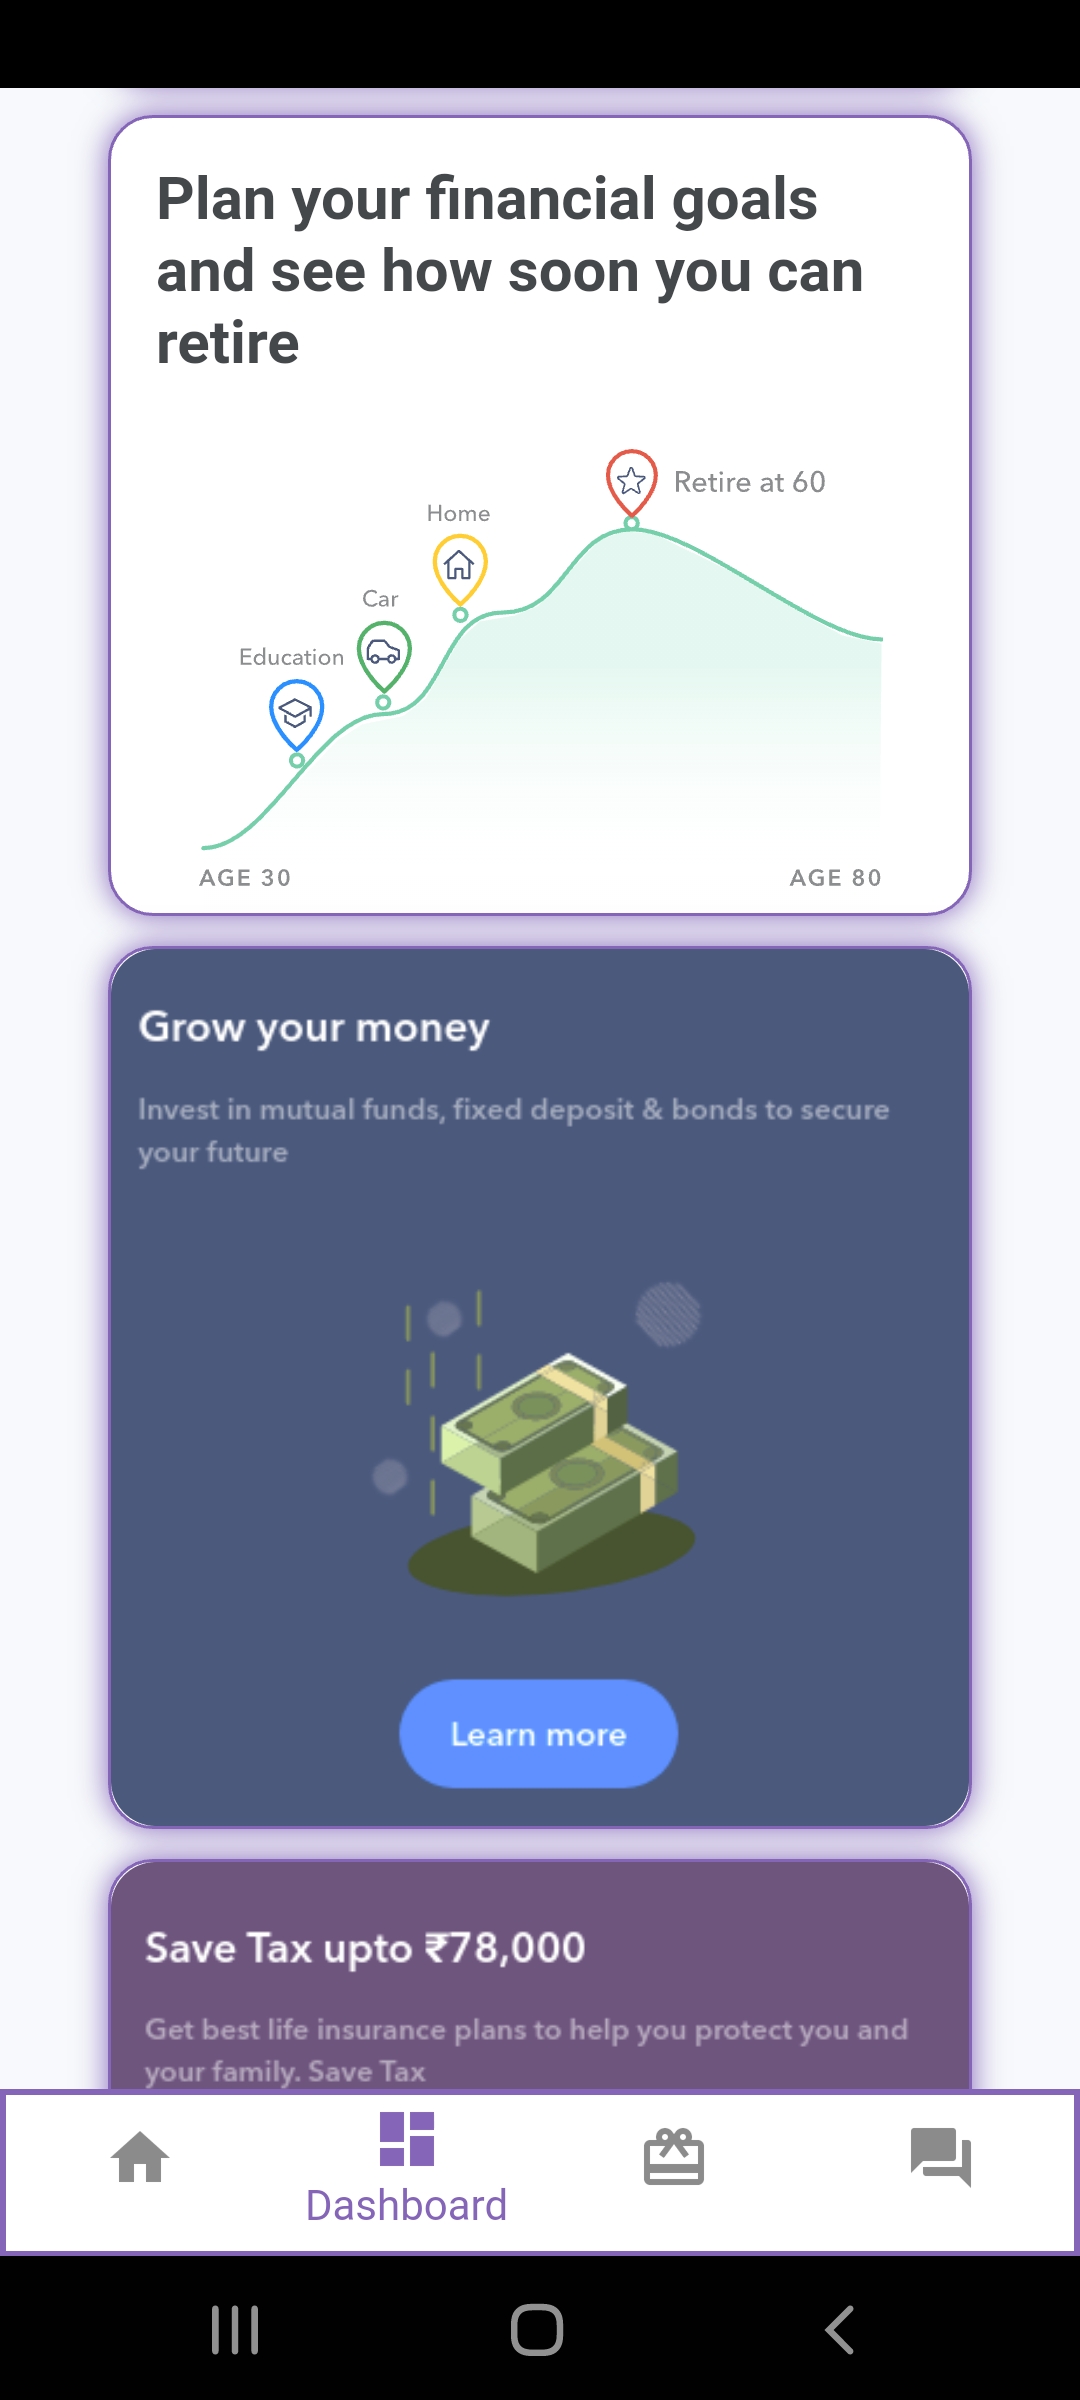 Plan your financial goals
and see how soon you can
retire
Retire at 60
Home
Car
Education
AGE 30
AGE 80
Grow your money
Invest in mutual funds, fixed deposit & bonds to secure
your future
Learn more
Save Tax upto ₹78,000
Get best life insurance plans to help you protect you and
your family. Save Tax
Dashboard